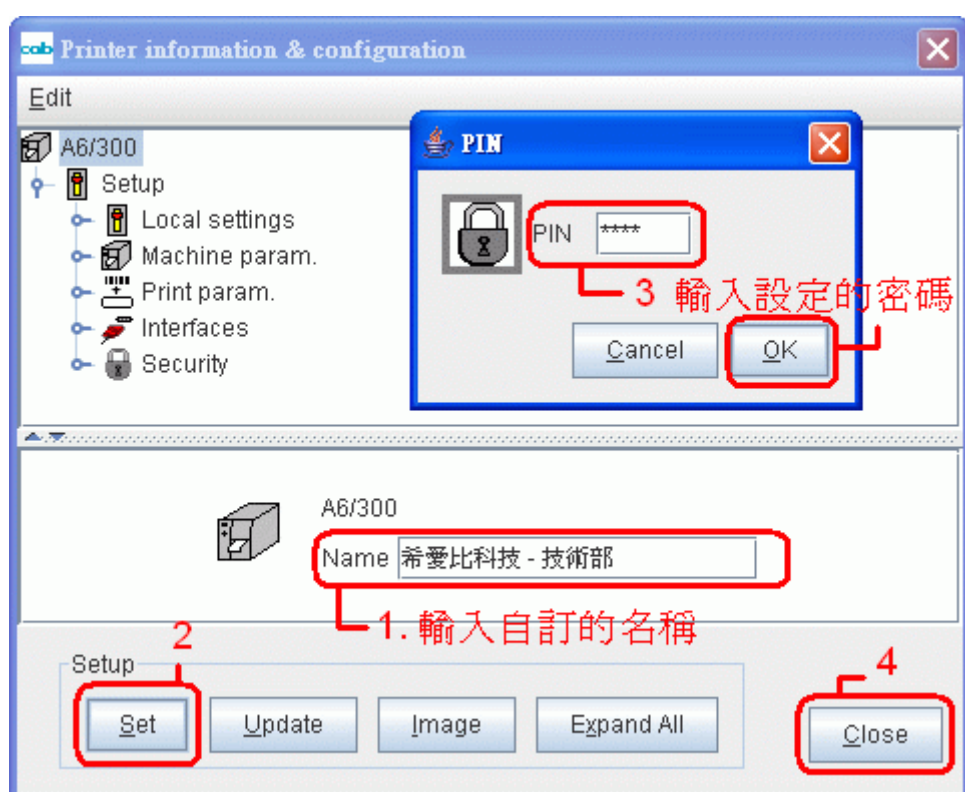 cab Printer information & configuration
Edit
A6/300
Setup
Local settings
Machine param.
Print param.
Interfaces
Security
PIN
PIN ****
3 輸入設定的密碼
Cancel
OK
A6/300
Name 希愛比科技 - 技術部
1. 輸入自訂的名稱
2
Setup
Set
Update
Image
Expand All
4
Close